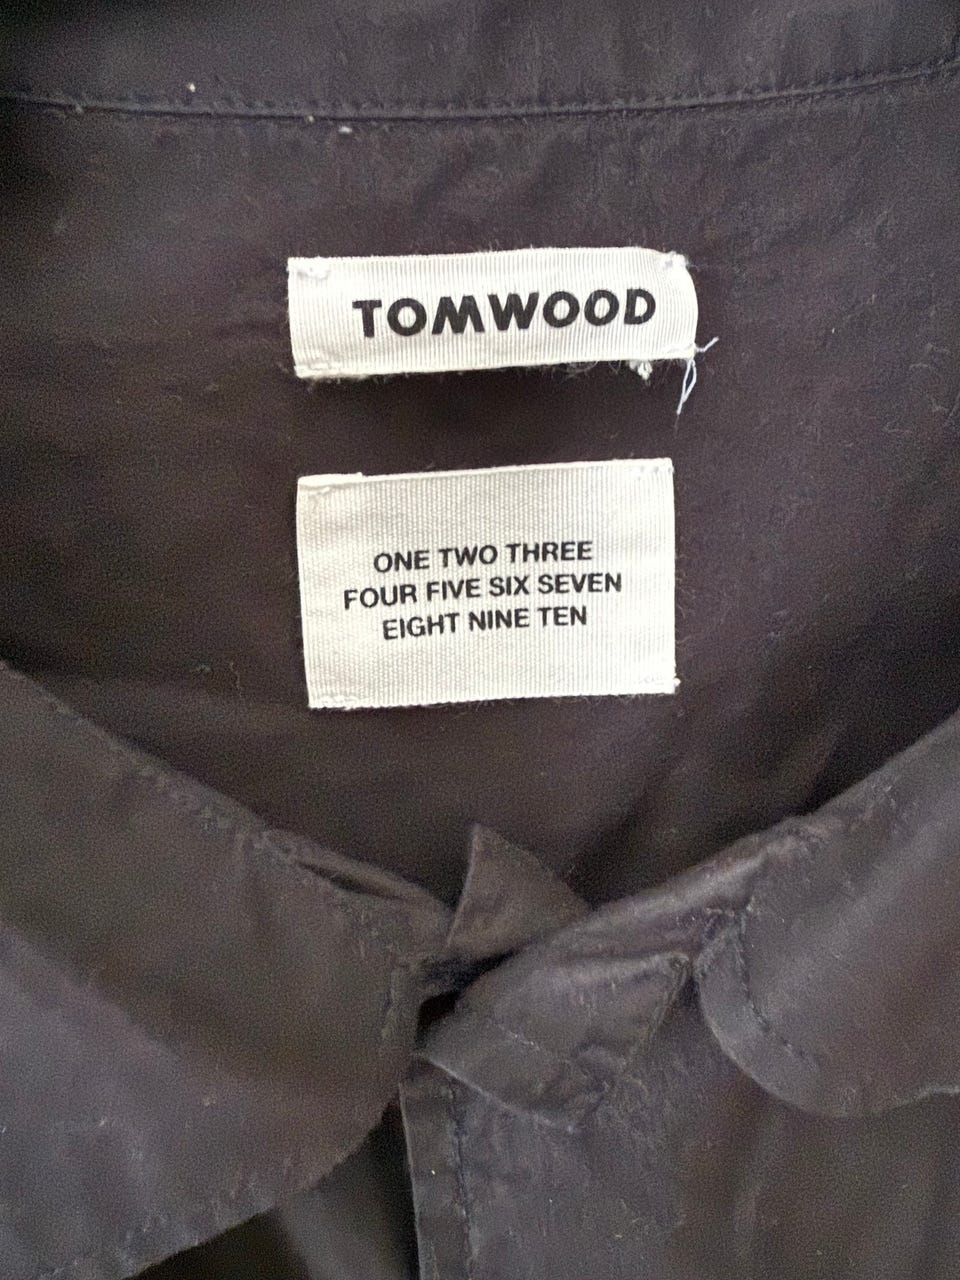 TOMWOOD
ONE TWO THREE
FOUR FIVE SIX SEVEN
EIGHT NINE TEN